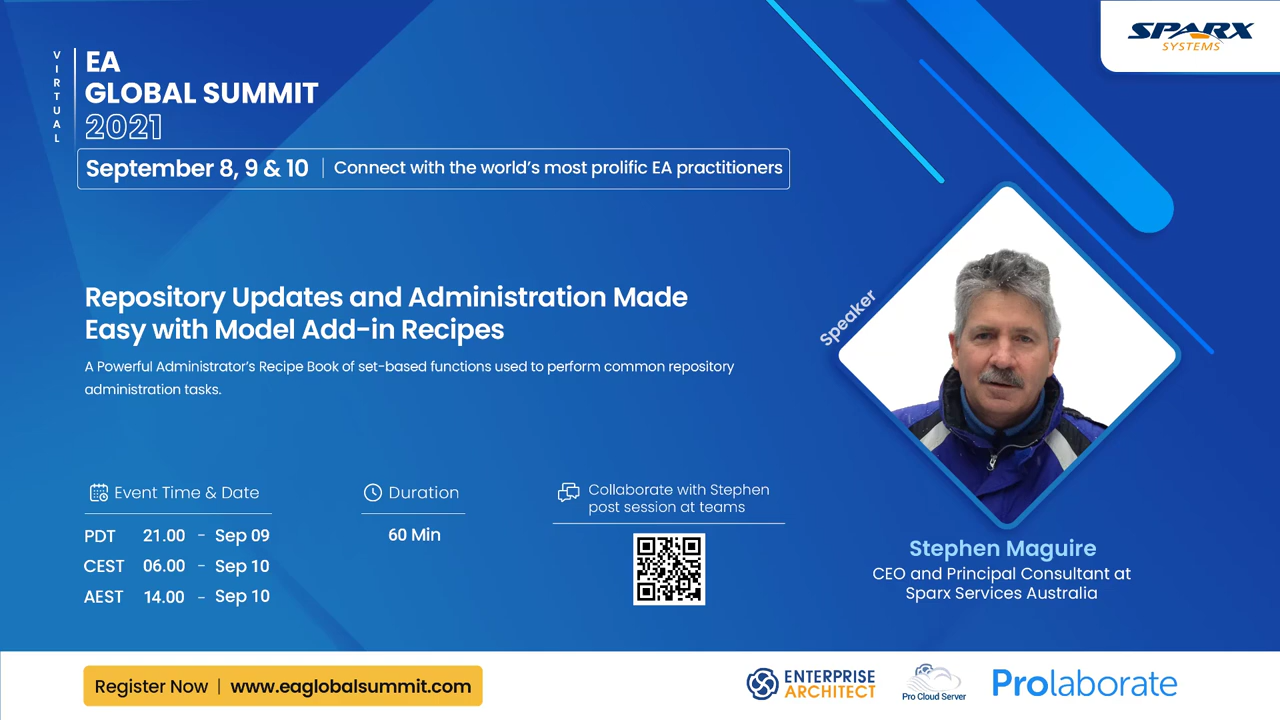 VIRTUAL
EA
GLOBAL SUMMIT
2021
September 8, 9 & 10 | Connect with the world's most prolific EA practitioners
SPARX
SYSTEMS
Repository Updates and Administration Made
Easy with Model Add-in Recipes
A Powerful Administrator's Recipe Book of set-based functions used to perform common repository
administration tasks.
Speaker
Event Time & Date
PDT 21.00 - Sep 09
CEST 06.00 - Sep 10
AEST 14.00 - Sep 10
Duration
60 Min
Collaborate with Stephen
post session at teams
Stephen Maguire
CEO and Principal Consultant at
Sparx Services Australia
Register Now | www.eaglobalsummit.com
ENTERPRISE
ARCHITECT
Pro Cloud Server
Prolaborate